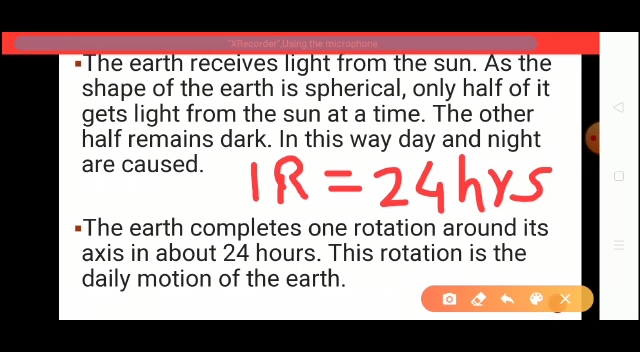 "XRecorder",Using the microphone
▪The earth receives light from the sun. As the
shape of the earth is spherical, only half of it
gets light from the sun at a time. The other
half remains dark. In this way day and night
are caused.
1R = 24hrs
▪The earth completes one rotation around its
axis in about 24 hours. This rotation is the
daily motion of the earth.